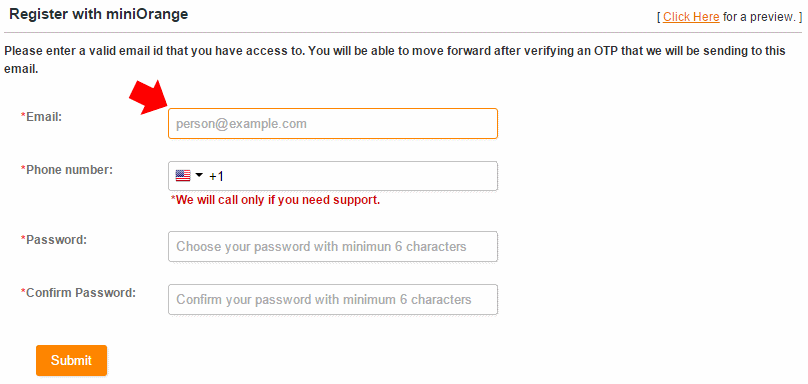 Register with miniOrange
[ Click Here for a preview. ]
Please enter a valid email id that you have access to. You will be able to move forward after verifying an OTP that we will be sending to this
email.
*Email:
person@example.com
*Phone number:
+1
*We will call only if you need support.
*Password:
Choose your password with minimun 6 characters
*Confirm Password:
Confirm your password with minimum 6 characters
Submit